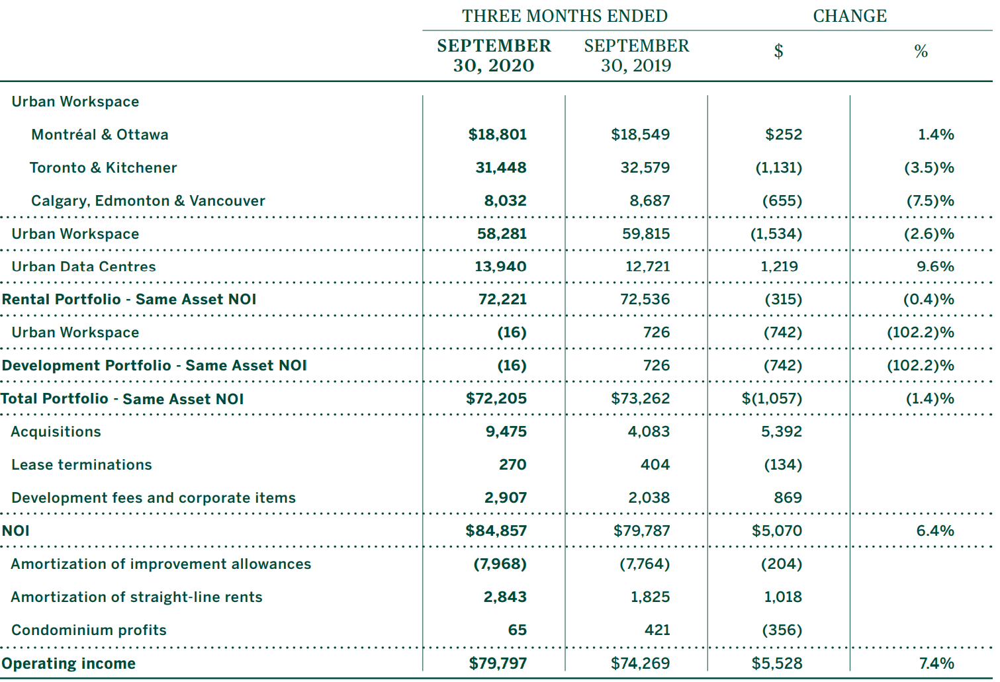 THREE MONTHS ENDED CHANGE
SEPTEMBER 30, 2020 SEPTEMBER 30, 2019 $ %
Urban Workspace
Montréal & Ottawa $18,801 $18,549 $252 1.4%
Toronto & Kitchener 31,448 32,579 (1,131) (3.5)%
Calgary, Edmonton & Vancouver 8,032 8,687 (655) (7.5)%
Urban Workspace 58,281 59,815 (1,534) (2.6)%
Urban Data Centres 13,940 12,721 1,219 9.6%
Rental Portfolio - Same Asset NOI 72,221 72,536 (315) (0.4)%
Urban Workspace (16) 726 (742) (102.2)%
Development Portfolio - Same Asset NOI (16) 726 (742) (102.2)%
Total Portfolio - Same Asset NOI $72,205 $73,262 $(1,057) (1.4)%
Acquisitions 9,475 4,083 5,392
Lease terminations 270 404 (134)
Development fees and corporate items 2,907 2,038 869
NOI $84,857 $79,787 $5,070 6.4%
Amortization of improvement allowances (7,968) (7,764) (204)
Amortization of straight-line rents 2,843 1,825 1,018
Condominium profits 65 421 (356)
Operating income $79,797 $74,269 $5,528 7.4%